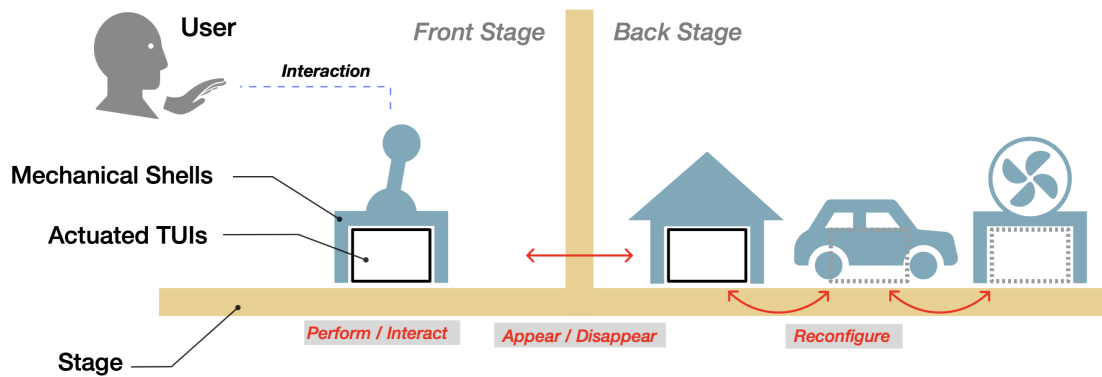 User
Front Stage
Back Stage
Interaction
Mechanical Shells
Actuated TUIs
Perform / Interact
Appear / Disappear
Reconfigure
Stage